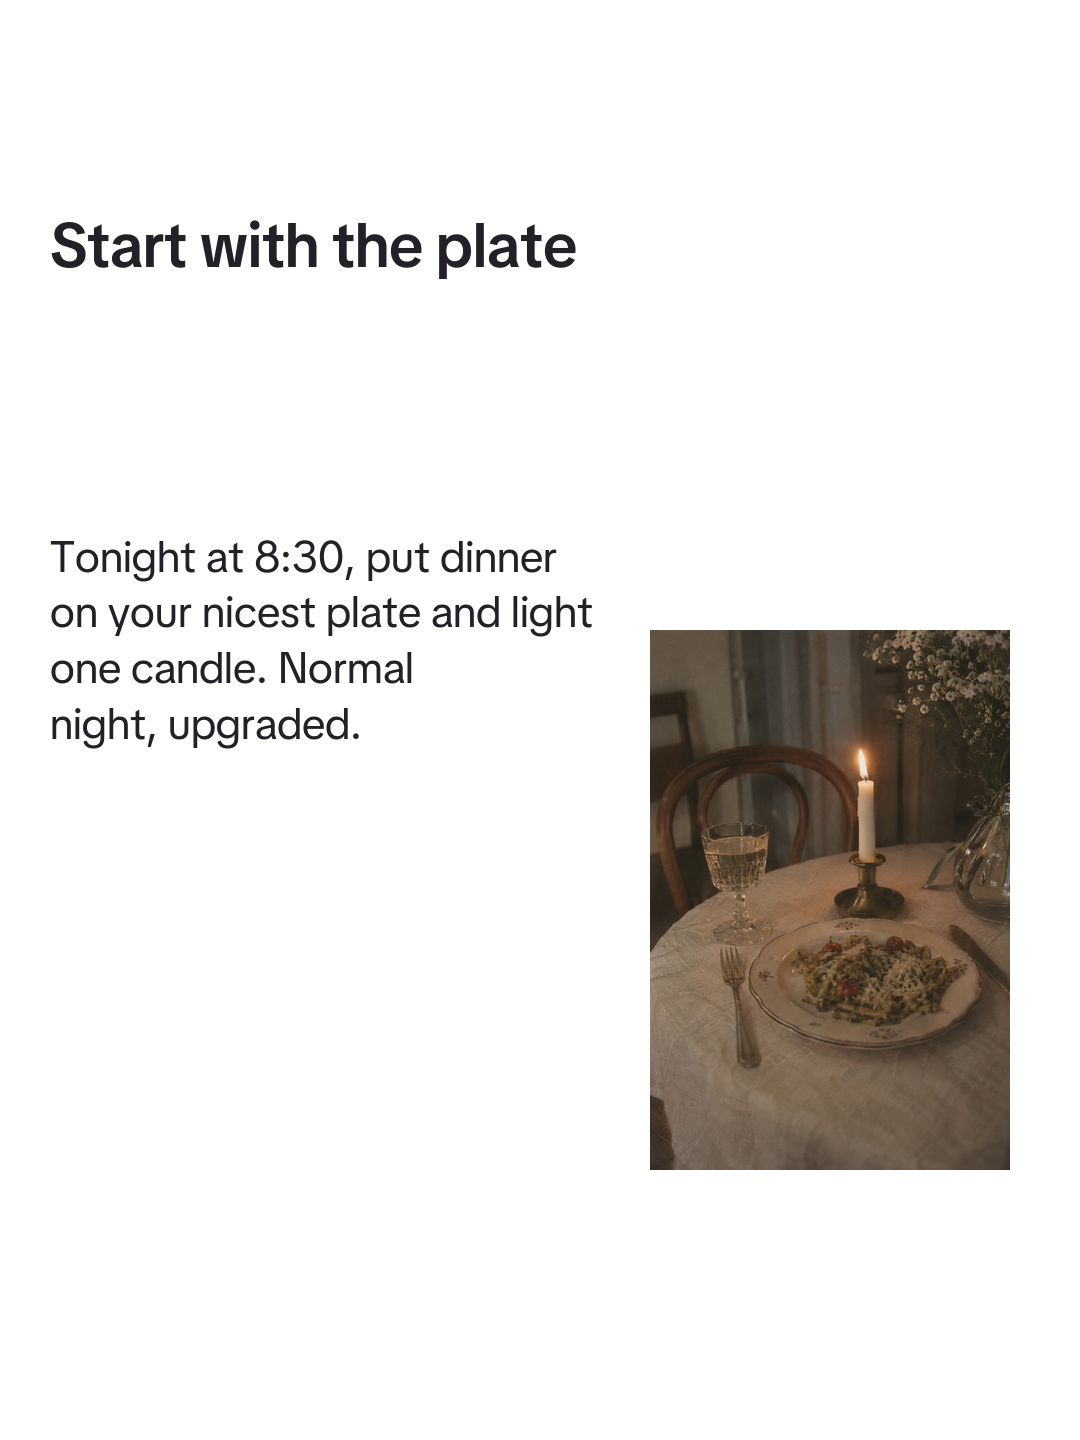 Start with the plate
Tonight at 8:30, put dinner
on your nicest plate and light
one candle. Normal
night, upgraded.